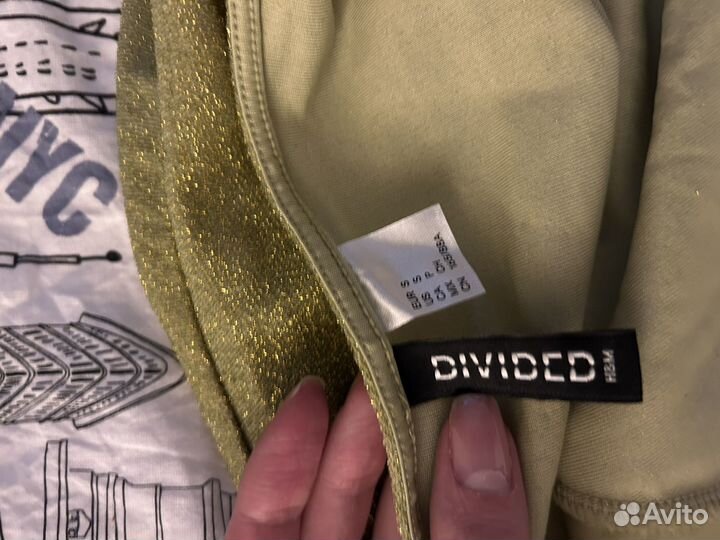 NYC
EUR S
US S
CA P
MX CH
CN 165/88A
DIVIDED
H&M
Avito